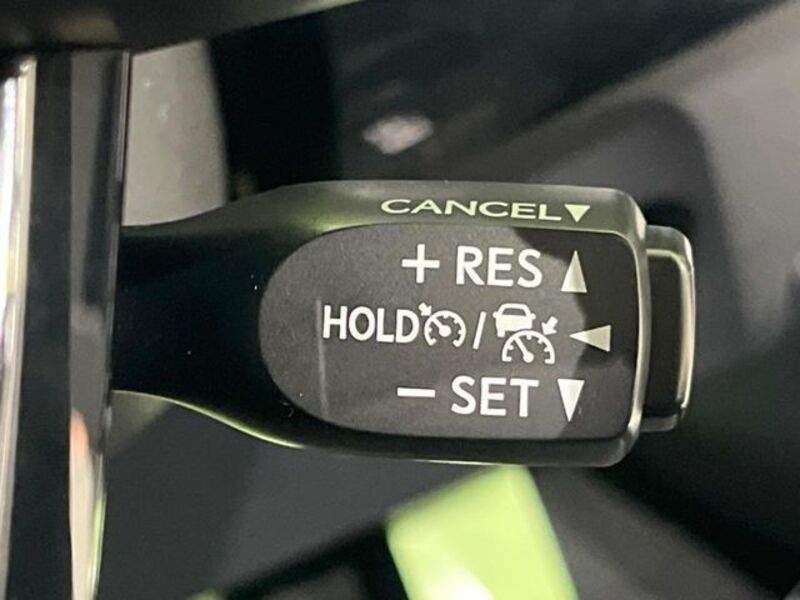 CANCEL▼
+ RES ▲
HOLD / ◀
− SET ▼